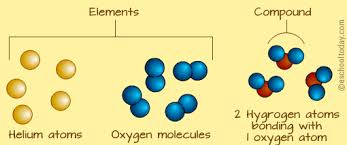 Elements
Compound
Helium atoms
Oxygen molecules
2 Hygrogen atoms
bonding with
1 oxygen atom
©eschooltoday.com